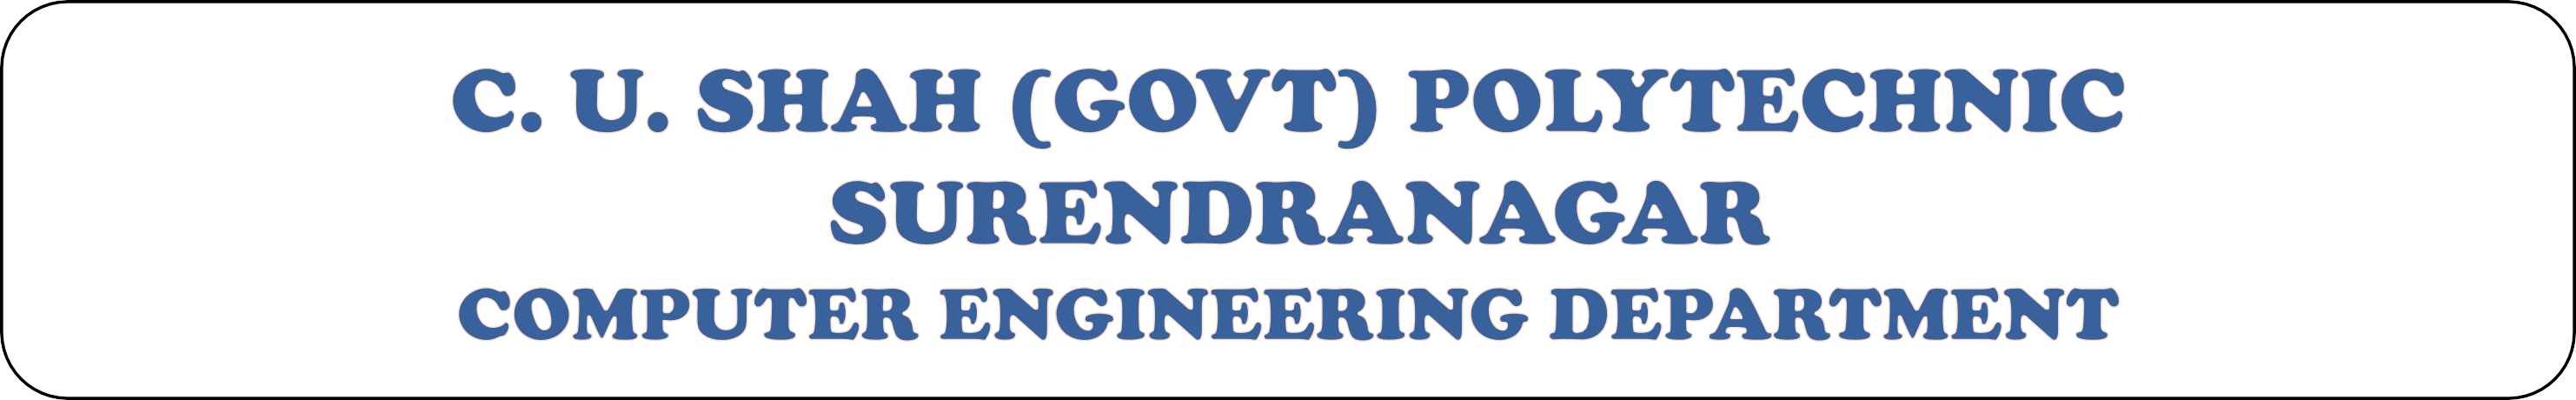 C. U. SHAH (GOVT) POLYTECHNIC
SURENDRANAGAR
COMPUTER ENGINEERING DEPARTMENT